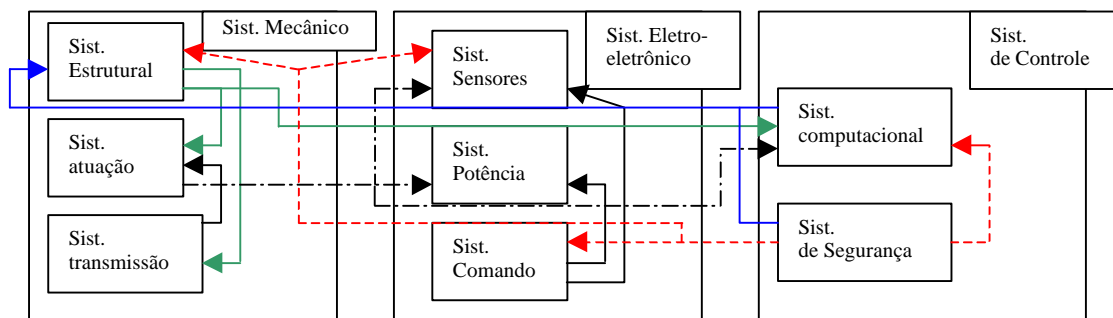 Sist. Mecânico
Sist.
Estrutural
Sist.
atuação
Sist.
transmissão
Sist. Eletro-
eletrônico
Sist.
Sensores
Sist.
Potência
Sist.
Comando
Sist.
de Controle
Sist.
computacional
Sist.
de Segurança